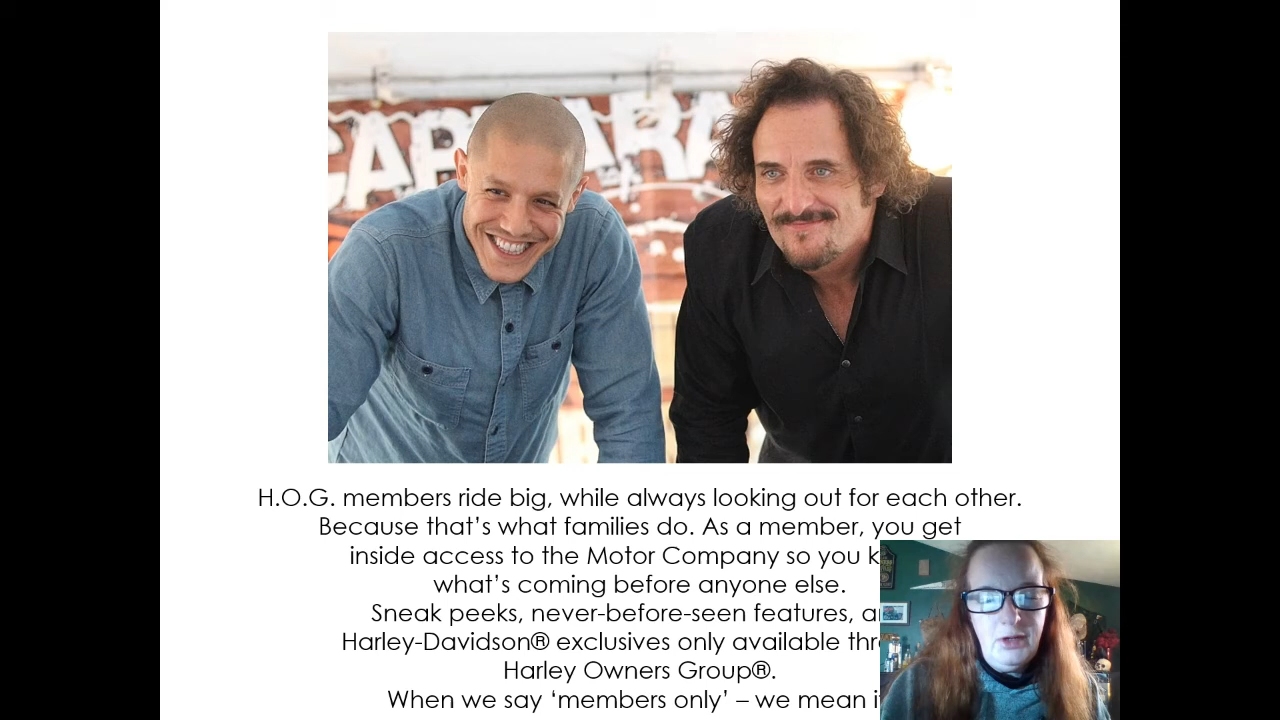 H.O.G. members ride big, while always looking out for each other.
Because that’s what families do. As a member, you get
inside access to the Motor Company so you
what’s coming before anyone else.
Sneak peeks, never-before-seen features,
Harley-Davidson® exclusives only available
Harley Owners Group®.
When we say ‘members only’ – we mean